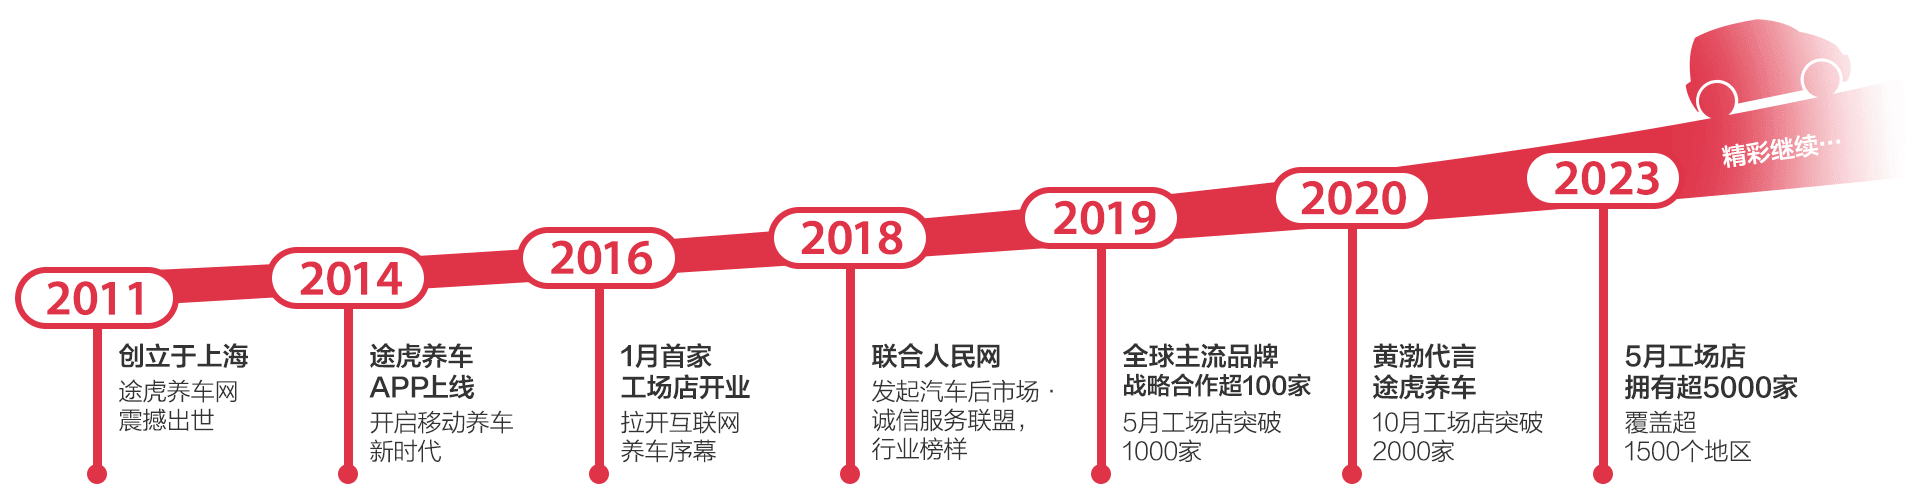 2011
创立于上海
途虎养车网
震撼出世
2014
途虎养车
APP上线
开启移动养车
新时代
2016
1月首家
工场店开业
拉开互联网
养车序幕
2018
联合人民网
发起汽车后市场·
诚信服务联盟，
行业榜样
2019
全球主流品牌
战略合作超100家
5月工场店突破
1000家
2020
黄渤代言
途虎养车
10月工场店突破
2000家
2023
5月工场店
拥有超5000家
覆盖超
1500个地区
精彩继续…